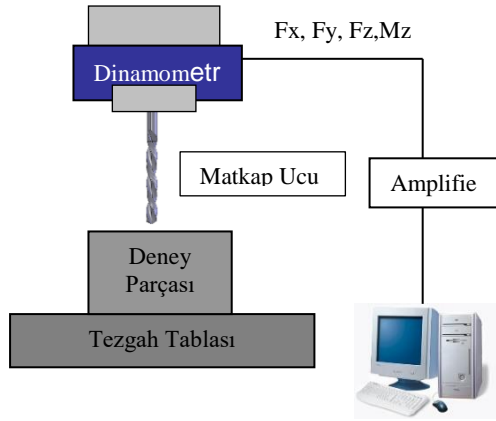 Fx, Fy, Fz,Mz
Dinamometr
Matkap Ucu
Amplifie
Deney
Parçası
Tezgah Tablası